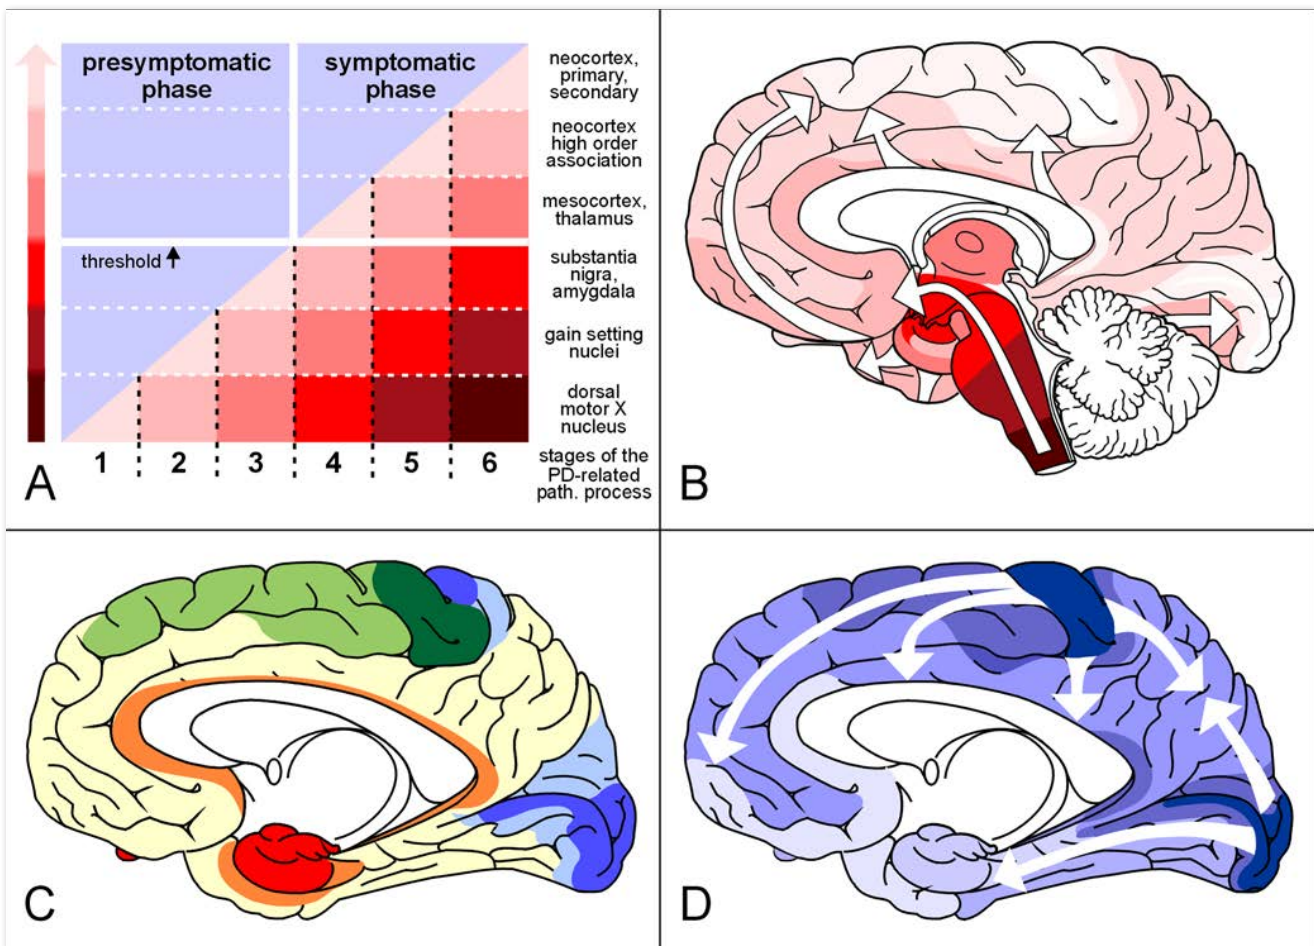 presymptomatic
phase
symptomatic
phase
neocortex,
primary,
secondary
neocortex
high order
association
mesocortex,
thalamus
threshold
substantia
nigra,
amygdala
gain setting
nuclei
dorsal
motor X
nucleus
1 2 3 4 5 6
stages of the
PD-related
path. process
A
B
C
D